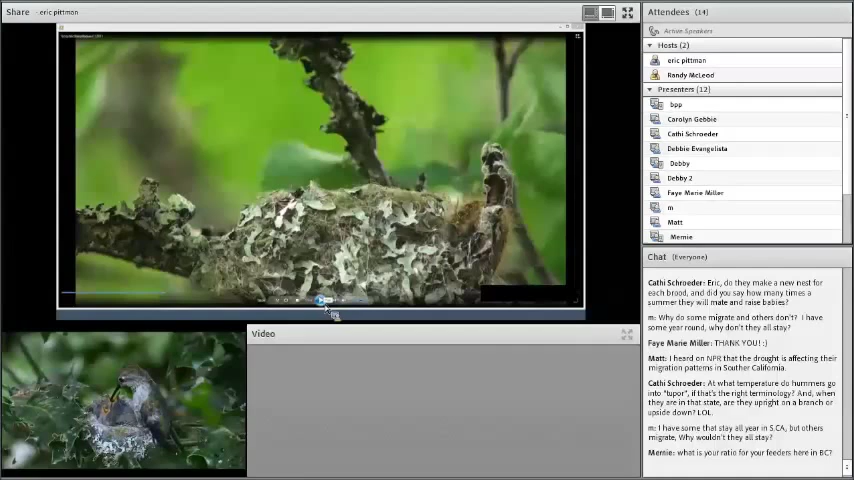 Share - eric pittman
Attendees (14)
Active Speakers
Hosts (2)
eric pittman
Randy McLeod
Presenters (12)
bpp
Carolyn Gebbie
Cathi Schroeder
Debbie Evangelista
Debby
Debby 2
Faye Marie Miller
m
Matt
Mernie
Chat (Everyone)
Cathi Schroeder: Eric, do they make a new nest for
each brood, and did you say how many times a
summer they will mate and raise babies?
m: Why do some migrate and others don't? I have
some year round, why don't they all stay?
Faye Marie Miller: THANK YOU! :)
Matt: I heard on NPR that the drought is affecting their
migration patterns in Souther California.
Cathi Schroeder: At what temperature do hummers go
into "tupor", if that's the right terminology? And, when
they are in that state, are they upright on a branch or
upside down? LOL.
m: I have some that stay all year in S.CA, but others
migrate, Why wouldn't they all stay?
Mernie: what is your ratio for your feeders here in BC?
Video